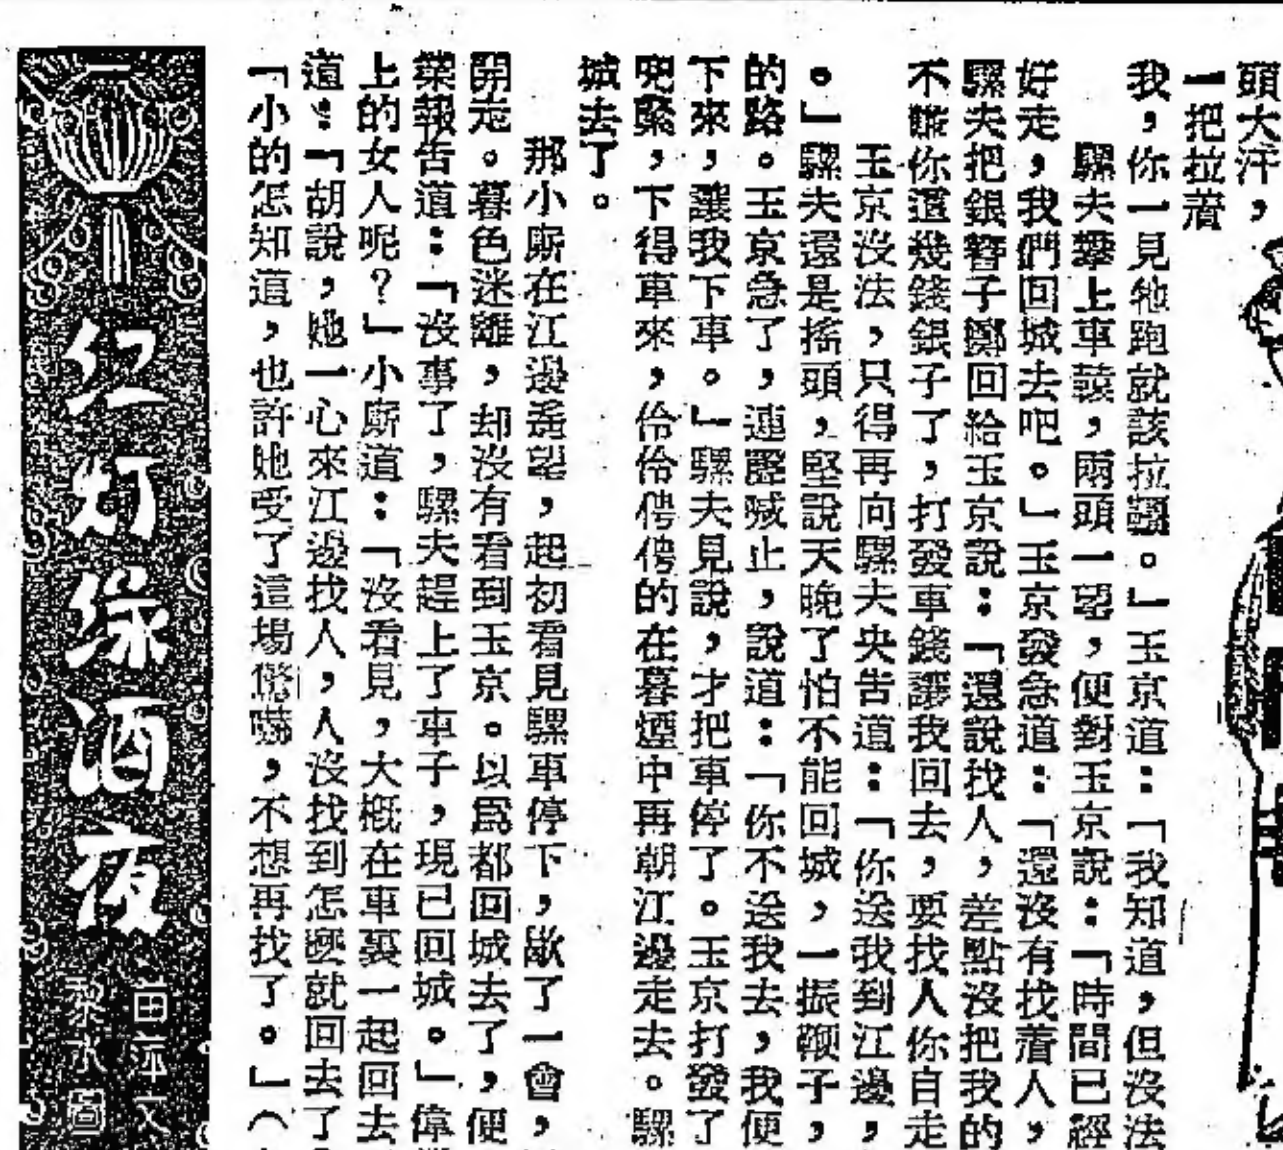 頭大汗，
一把拉着
我，你一見牠跑就該拉韁。」玉京道：「我知道，但沒法
騾夫攀上車轅，兩頭一望，便對玉京說：「時間已經
好走，我們回城去吧。」玉京發急道：「還沒有找着人，
騾夫把銀簪子擲回給玉京說：「還說找人，差點沒把我的
不賺你這幾錢銀子了，打發車錢讓我回去，要找人你自走
玉京沒法，只得再向騾夫央告道：「你送我到江邊，
。」騾夫還是搖頭，堅說天晚了怕不能回城，一振鞭子，
的路。玉京急了，連聲喊止，說道：「你不送我去，我便
下來，讓我下車。」騾夫見說，才把車停了。玉京打發了
兜緊，下得車來，伶伶俜俜的在暮煙中再朝江邊走去。騾
城去了。
那小廝在江邊遙望，起初看見騾車停下，歇了一會，
開走。暮色迷離，却沒有看到玉京。以爲都回城去了，便
業報告道：「沒事了，騾夫趕上了車子，現已回城。」偉
上的女人呢？」小廝道：「沒看見，大概在車裏一起回去
道：「胡說，她一心來江邊找人，人沒找到怎麽就回去了
「小的怎知道，也許她受了這場驚嚇，不想再找了。」（
红灯绿酒夜
文
圖